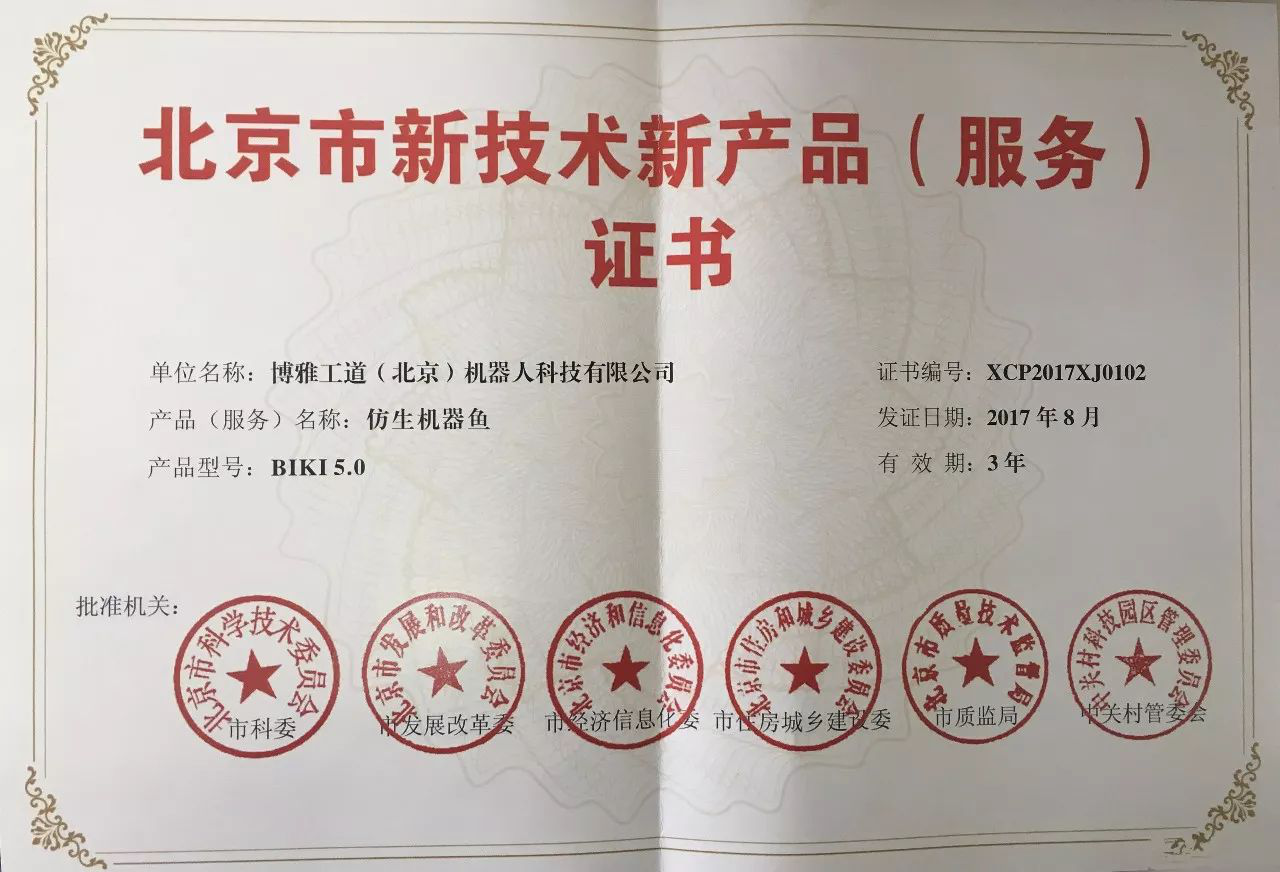 北京市新技术新产品（服务）
证书
单位名称：博雅工道（北京）机器人科技有限公司
产品（服务）名称：仿生机器鱼
产品型号：BIKI 5.0
证书编号：XCP2017XJ0102
发证日期：2017年8月
有 效 期：3年
批准机关：
北京市科学技术委员会
北京市发展和改革委员会
北京市经济和信息化委员会
北京市住房和城乡建设委员会
北京市质量技术监督局
中关村科技园区管理委员会
市科委
市发展改革委
市经济信息化委
市住房城乡建设委
市质监局
中关村管委会